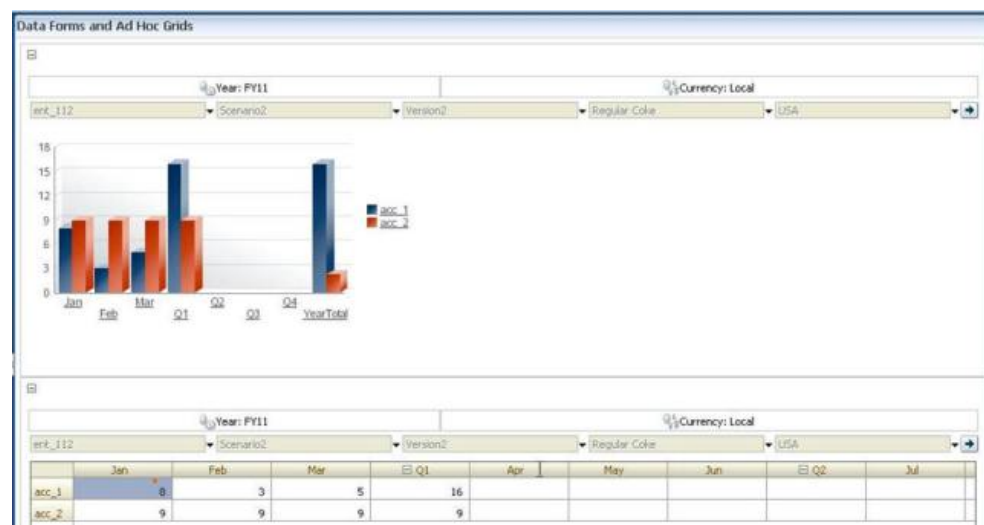 Data Forms and Ad Hoc Grids
Year: FY11 Currency: Local
ent_112 Scenario2 Version2 Regular Coke USA
18
15
12
9
6
3
0
acc_1
acc_2
Jan Feb Mar Q1 Q2 Q3 Q4 YearTotal
Year: FY11 Currency: Local
ent_112 Scenario2 Version2 Regular Coke USA
Jan Feb Mar Q1 Apr May Jun Q2 Jul
acc_1 8 3 5 16
acc_2 9 9 9 9